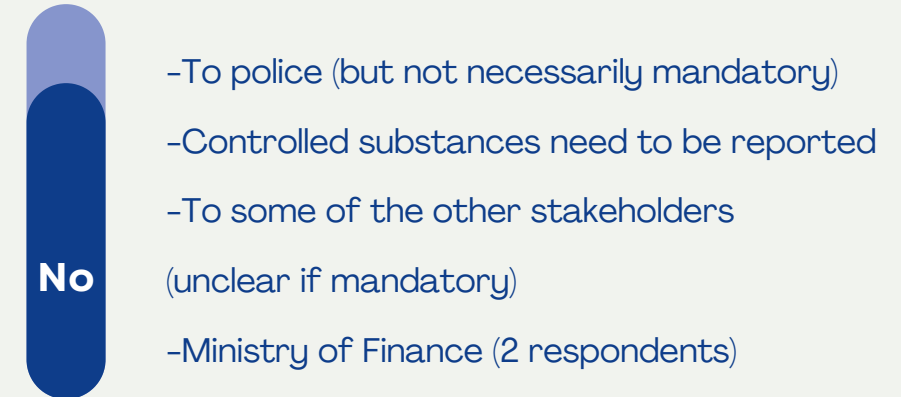 -To police (but not necessarily mandatory)
-Controlled substances need to be reported
-To some of the other stakeholders
No
(unclear if mandatory)
-Ministry of Finance (2 respondents)